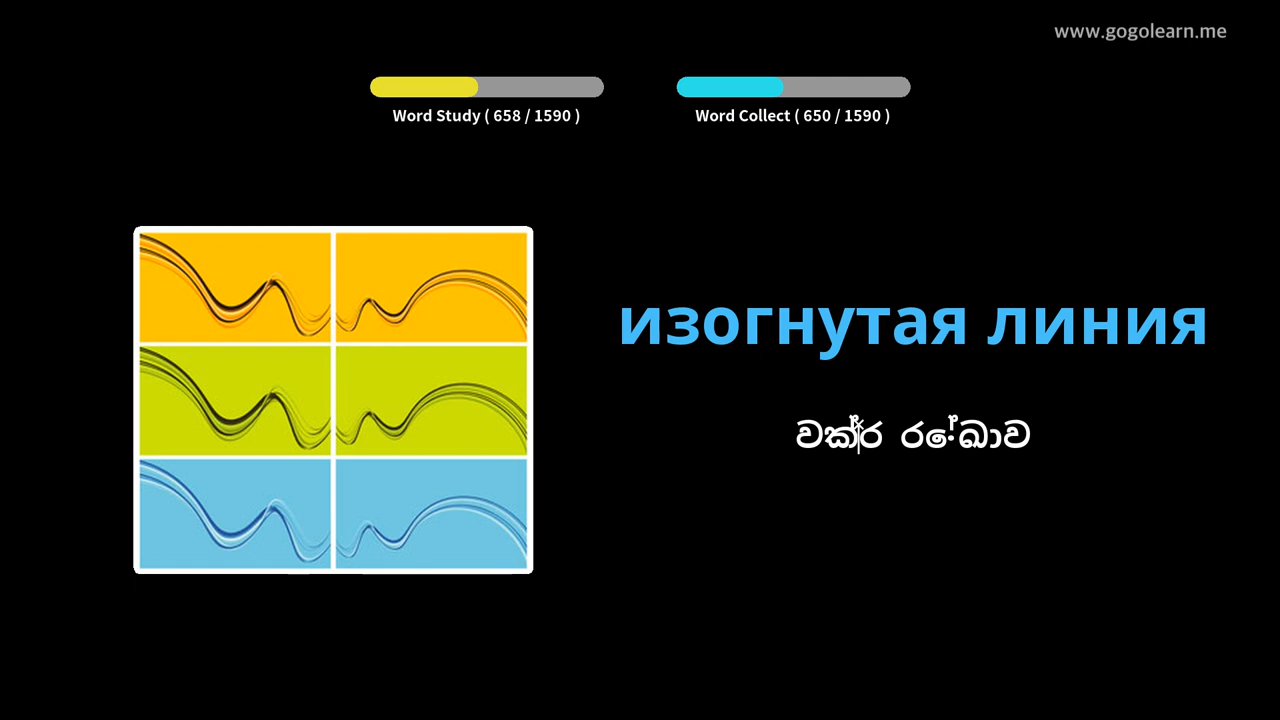 www.gogolearn.me
Word Study ( 658 / 1590 )
Word Collect ( 650 / 1590 )
изогнутая линия
වක්‍ර රේඛාව